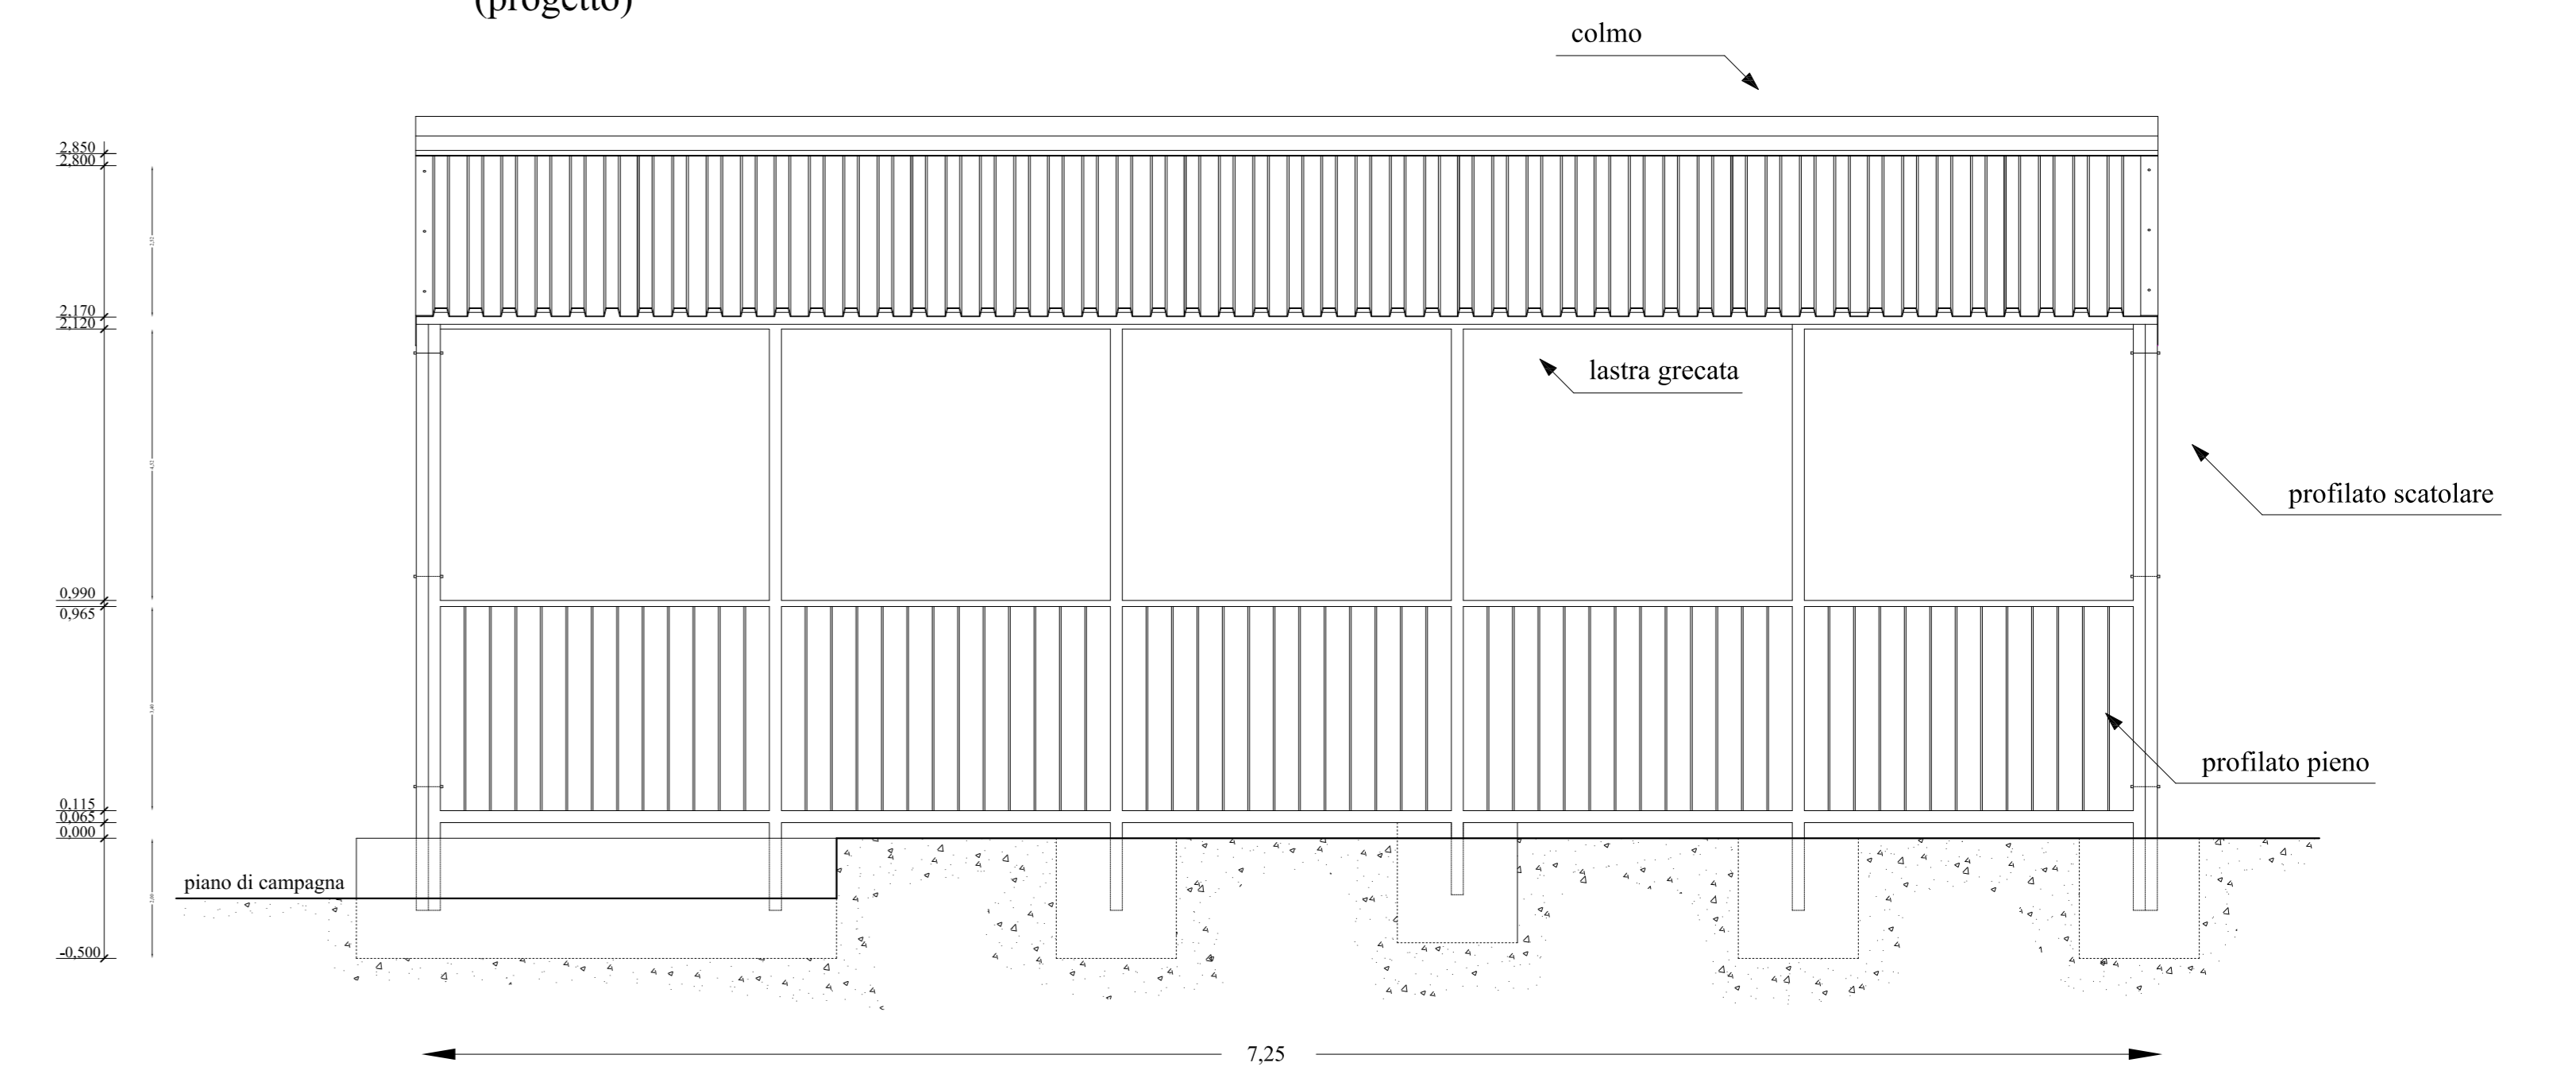 (progetto)
colmo
2,850
2,800
2,170
2,120
lastra grecata
profilato scatolare
0,990
0,965
profilato pieno
0,115
0,065
0,000
piano di campagna
-0,500
7,25